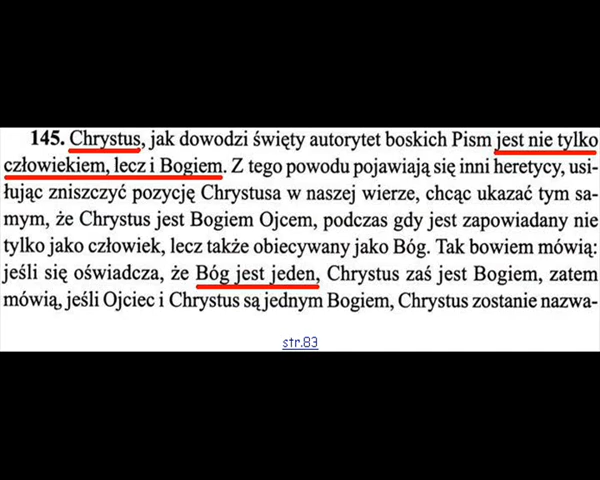 145. Chrystus, jak dowodzi święty autorytet boskich Pism jest nie tylko
człowiekiem, lecz i Bogiem. Z tego powodu pojawiają się inni heretycy, usi-
łując zniszczyć pozycję Chrystusa w naszej wierze, chcąc ukazać tym sa-
mym, że Chrystus jest Bogiem Ojcem, podczas gdy jest zapowiadany nie
tylko jako człowiek, lecz także obiecywany jako Bóg. Tak bowiem mówią:
jeśli się oświadcza, że Bóg jest jeden, Chrystus zaś jest Bogiem, zatem
mówią, jeśli Ojciec i Chrystus są jednym Bogiem, Chrystus zostanie nazwa-
str.83